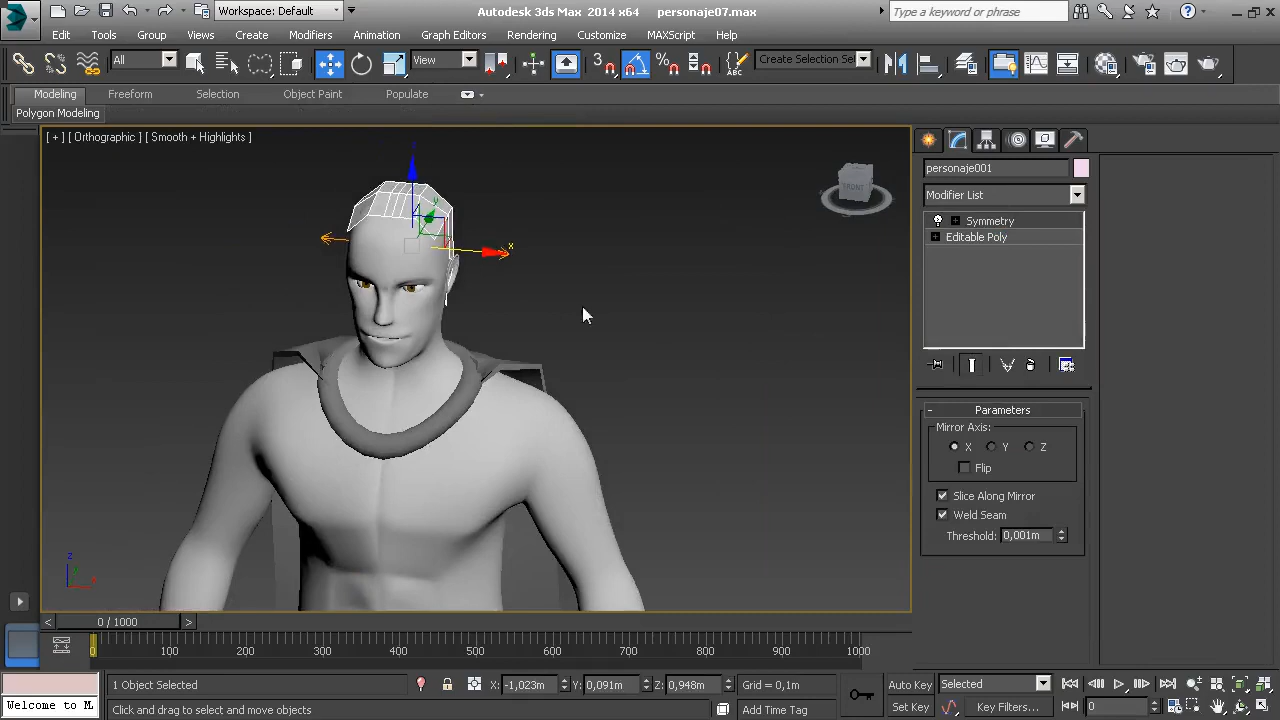 Workspace: Default
Autodesk 3ds Max 2014 x64 personaje07.max
Type a keyword or phrase
Edit Tools Group Views Create Modifiers Animation Graph Editors Rendering Customize MAXScript Help
All View 3 Create Selection Se
Modeling Freeform Selection Object Paint Populate
Polygon Modeling
[ + ] [ Orthographic ] [ Smooth + Highlights ]
FRONT
x
personaje001
Modifier List
Symmetry
Editable Poly
- Parameters
Mirror Axis:
X Y Z
Flip
Slice Along Mirror
Weld Seam
Threshold: 0,001m
z
< 0 / 1000 >
0 100 200 300 400 500 600 700 800 900 1000
1 Object Selected X: -1,023m Y: 0,091m Z: 0,948m Grid = 0,1m Auto Key Selected
Welcome to M. Click and drag to select and move objects Add Time Tag Set Key Key Filters... 0